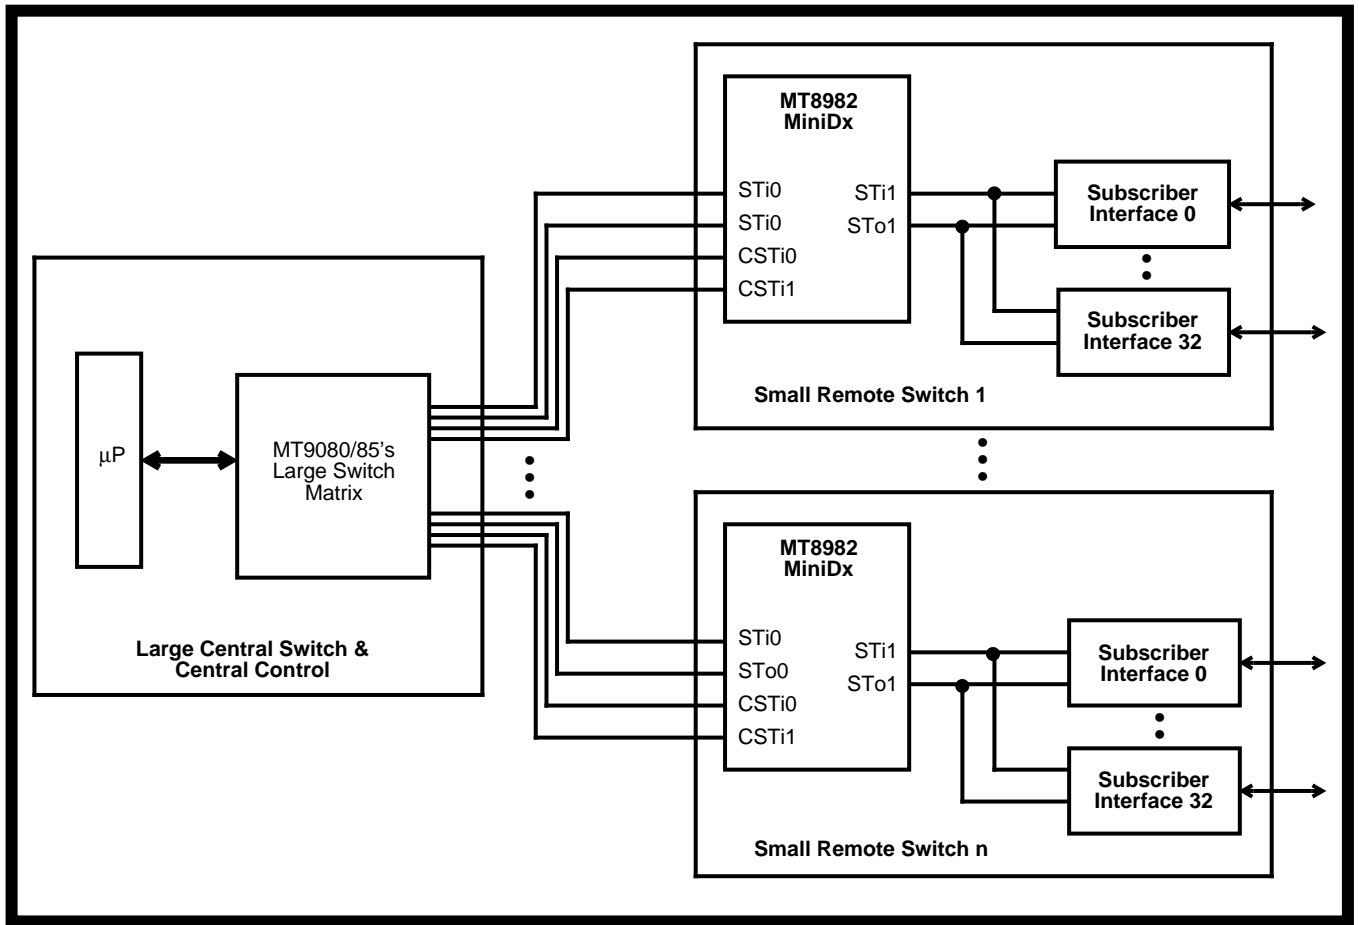 MT8982
MiniDx
STi0
STi0
CSTi0
CSTi1
STi1
STo1
Subscriber
Interface 0
Subscriber
Interface 32
Small Remote Switch 1
μP
MT9080/85's
Large Switch
Matrix
Large Central Switch &
Central Control
MT8982
MiniDx
STi0
STo0
CSTi0
CSTi1
STi1
STo1
Subscriber
Interface 0
Subscriber
Interface 32
Small Remote Switch n